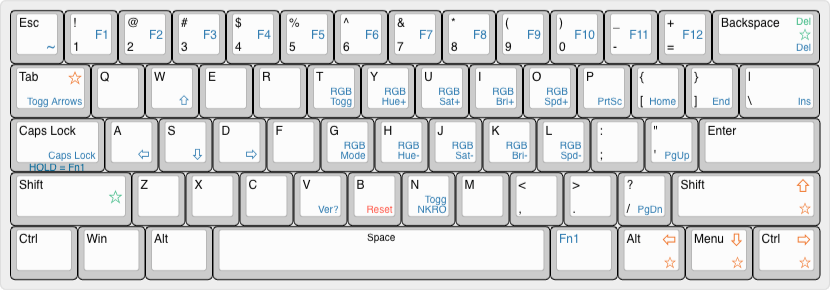 Esc ~
! 1 F1
@ 2 F2
# 3 F3
$ 4 F4
% 5 F5
^ 6 F6
& 7 F7
* 8 F8
( 9 F9
) 0 F10
_ - F11
+ = F12
Backspace Del ☆ Del
Tab ☆ Togg Arrows
Q
W ⇧
E
R
T RGB Togg
Y RGB Hue+
U RGB Sat+
I RGB Bri+
O RGB Spd+
P PrtSc
{ [ Home
} ] End
| \ Ins
Caps Lock Caps Lock
HOLD = Fn1
A ⇦
S ⇩
D ⇨
F
G RGB Mode
H RGB Hue-
J RGB Sat-
K RGB Bri-
L RGB Spd-
: ;
" ' PgUp
Enter
Shift ☆
Z
X
C
V Ver?
B Reset
N Togg NKRO
M
< ,
> .
? / PgDn
Shift ⇧ ☆
Ctrl
Win
Alt
Space
Fn1
Alt ⇦ ☆
Menu ⇩ ☆
Ctrl ⇨ ☆